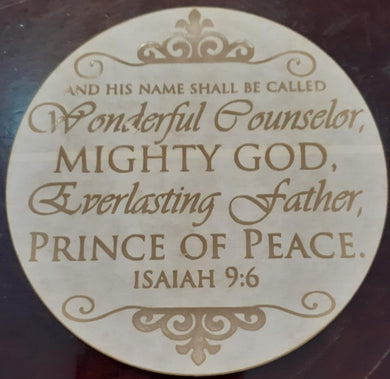 AND HIS NAME SHALL BE CALLED
Wonderful Counselor,
MIGHTY GOD,
Everlasting Father,
PRINCE OF PEACE.
ISAIAH 9:6